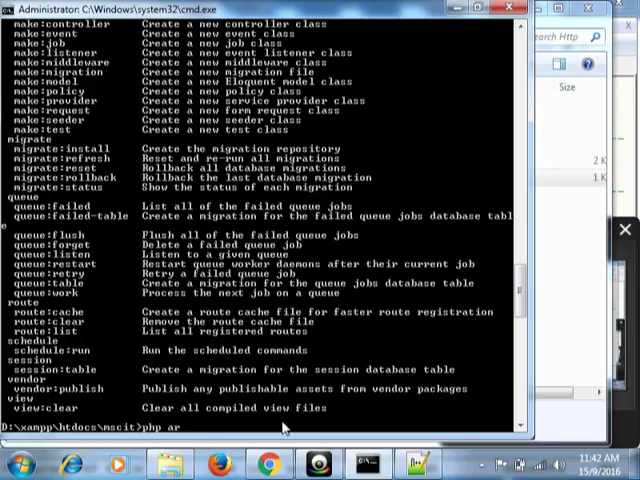 Administrator: C:\Windows\system32\cmd.exe
make:controller Create a new controller class
make:event Create a new event class
make:job Create a new job class
make:listener Create a new event listener class
make:middleware Create a new middleware class
make:migration Create a new migration file
make:model Create a new Eloquent model class
make:policy Create a new policy class
make:provider Create a new service provider class
make:request Create a new form request class
make:seeder Create a new seeder class
make:test Create a new test class
migrate
migrate:install Create the migration repository
migrate:refresh Reset and re-run all migrations
migrate:reset Rollback all database migrations
migrate:rollback Rollback the last database migration
migrate:status Show the status of each migration
queue
queue:failed List all of the failed queue jobs
queue:failed-table Create a migration for the failed queue jobs database tabl
e
queue:flush Flush all of the failed queue jobs
queue:forget Delete a failed queue job
queue:listen Listen to a given queue
queue:restart Restart queue worker daemons after their current job
queue:retry Retry a failed queue job
queue:table Create a migration for the queue jobs database table
queue:work Process the next job on a queue
route
route:cache Create a route cache file for faster route registration
route:clear Remove the route cache file
route:list List all registered routes
schedule
schedule:run Run the scheduled commands
session
session:table Create a migration for the session database table
vendor
vendor:publish Publish any publishable assets from vendor packages
view
view:clear Clear all compiled view files
D:\xampp\htdocs\mscit>php ar
earch Http
Size
2 K
1 K
11:42 AM
15/9/2016